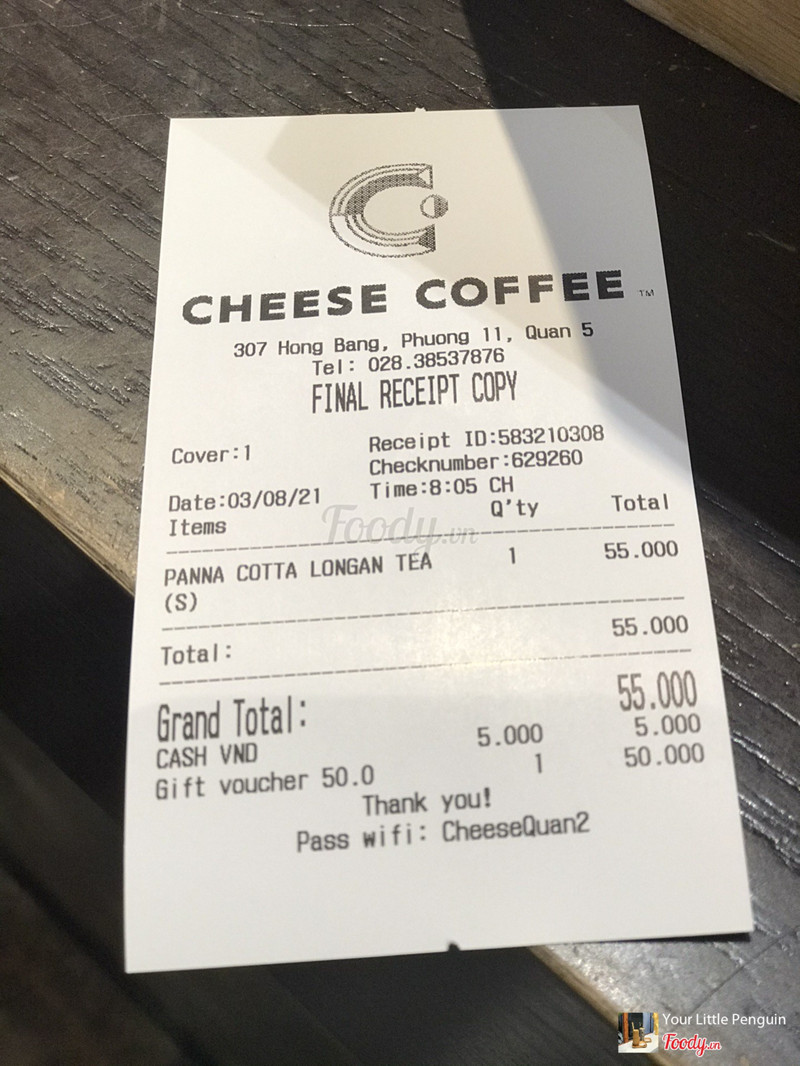 CHEESE COFFEE ™
307 Hong Bang, Phuong 11, Quan 5
Tel: 028.38537876
FINAL RECEIPT COPY
Cover:1 Receipt ID:583210308
Checknumber:629260
Date:03/08/21 Time:8:05 CH
Items Q'ty Total
Foody.vn
PANNA COTTA LONGAN TEA 1 55.000
(S)
Total: 55.000
Grand Total: 55.000
CASH VND 5.000 5.000
Gift voucher 50.0 1 50.000
Thank you!
Pass wifi: CheeseQuan2
Your Little Penguin
Foody.vn